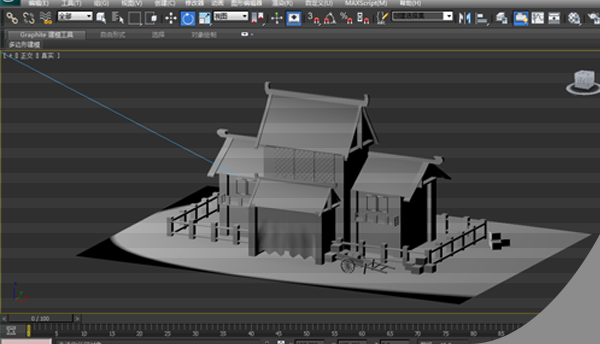 编辑(E) 工具(T) 组(G) 视图(V) 创建(C) 修改器 动画 图形编辑器 渲染(R) 自定义(U) MAXScript(M) 帮助(H)
全部 视图 3
Graphite 建模工具 自由形式 选择 对象绘制
多边形建模
[ + 0 正交 0 真实 ]
0 / 100
0 5 10 15 20 25 30 35 40 45 50 55 60 65 70 75 80 85